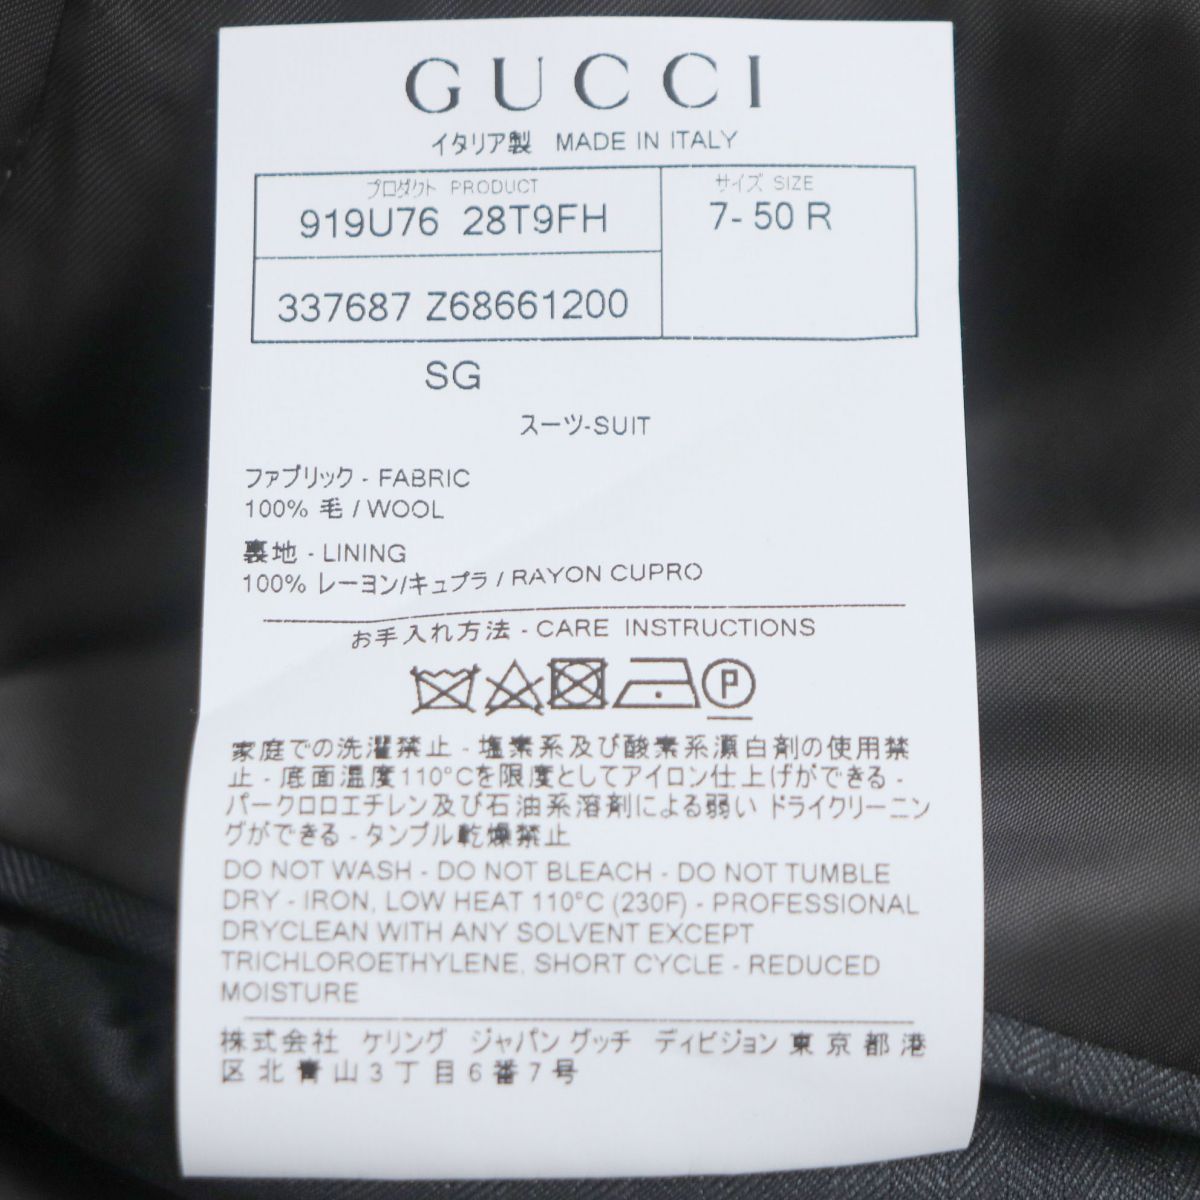 GUCCI
イタリア製 MADE IN ITALY
プロダクト PRODUCT
919U76 28T9FH
サイズ SIZE
7- 50 R
337687 Z68661200
SG
スーツ-SUIT
ファブリック - FABRIC
100% 毛 / WOOL
裏地 - LINING
100% レーヨン/キュプラ / RAYON CUPRO
お手入れ方法 - CARE INSTRUCTIONS
P
家庭での洗濯禁止 - 塩素系及び酸素系漂白剤の使用禁
止 - 底面温度110°Cを限度としてアイロン仕上げができる -
パークロロエチレン及び石油系溶剤による弱い ドライクリーニン
グができる - タンブル乾燥禁止
DO NOT WASH - DO NOT BLEACH - DO NOT TUMBLE
DRY - IRON, LOW HEAT 110°C (230F) - PROFESSIONAL
DRYCLEAN WITH ANY SOLVENT EXCEPT
TRICHLOROETHYLENE, SHORT CYCLE - REDUCED
MOISTURE
株式会社 ケリング ジャパン グッチ ディビジョン 東京都港
区北青山3丁目6番7号